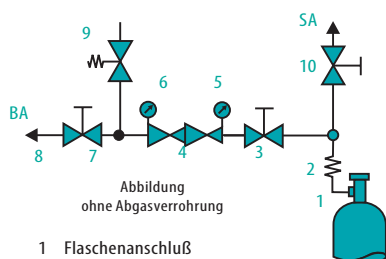 9
SA
6
5
10
BA
8
7
4
3
2
1
Abbildung
ohne Abgasverrohrung
1 Flaschenanschluß